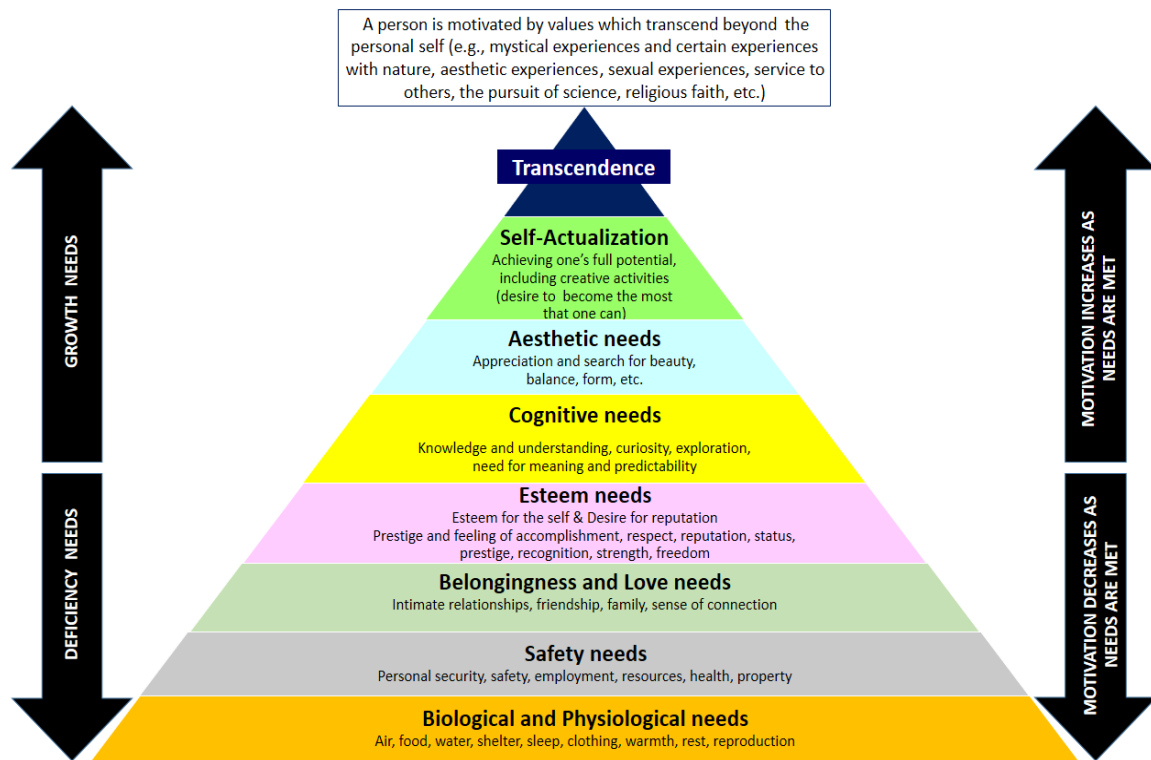 A person is motivated by values which transcend beyond the
personal self (e.g., mystical experiences and certain experiences
with nature, aesthetic experiences, sexual experiences, service to
others, the pursuit of science, religious faith, etc.)
Transcendence
Self-Actualization
Achieving one's full potential,
including creative activities
(desire to become the most
that one can)
Aesthetic needs
Appreciation and search for beauty,
balance, form, etc.
Cognitive needs
Knowledge and understanding, curiosity, exploration,
need for meaning and predictability
Esteem needs
Esteem for the self & Desire for reputation
Prestige and feeling of accomplishment, respect, reputation, status,
prestige, recognition, strength, freedom
Belongingness and Love needs
Intimate relationships, friendship, family, sense of connection
Safety needs
Personal security, safety, employment, resources, health, property
Biological and Physiological needs
Air, food, water, shelter, sleep, clothing, warmth, rest, reproduction
GROWTH NEEDS
DEFICIENCY NEEDS
MOTIVATION INCREASES AS
NEEDS ARE MET
MOTIVATION DECREASES AS
NEEDS ARE MET